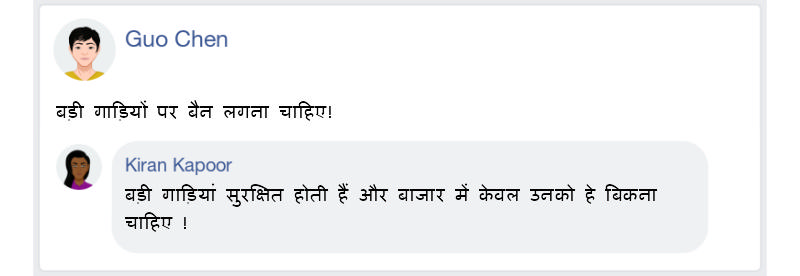 Guo Chen
बड़ी गाड़ियों पर बैन लगना चाहिए!
Kiran Kapoor
बड़ी गाड़ियां सुरक्षित होती हैं और बाजार में केवल उनको हे बिकना
चाहिए !